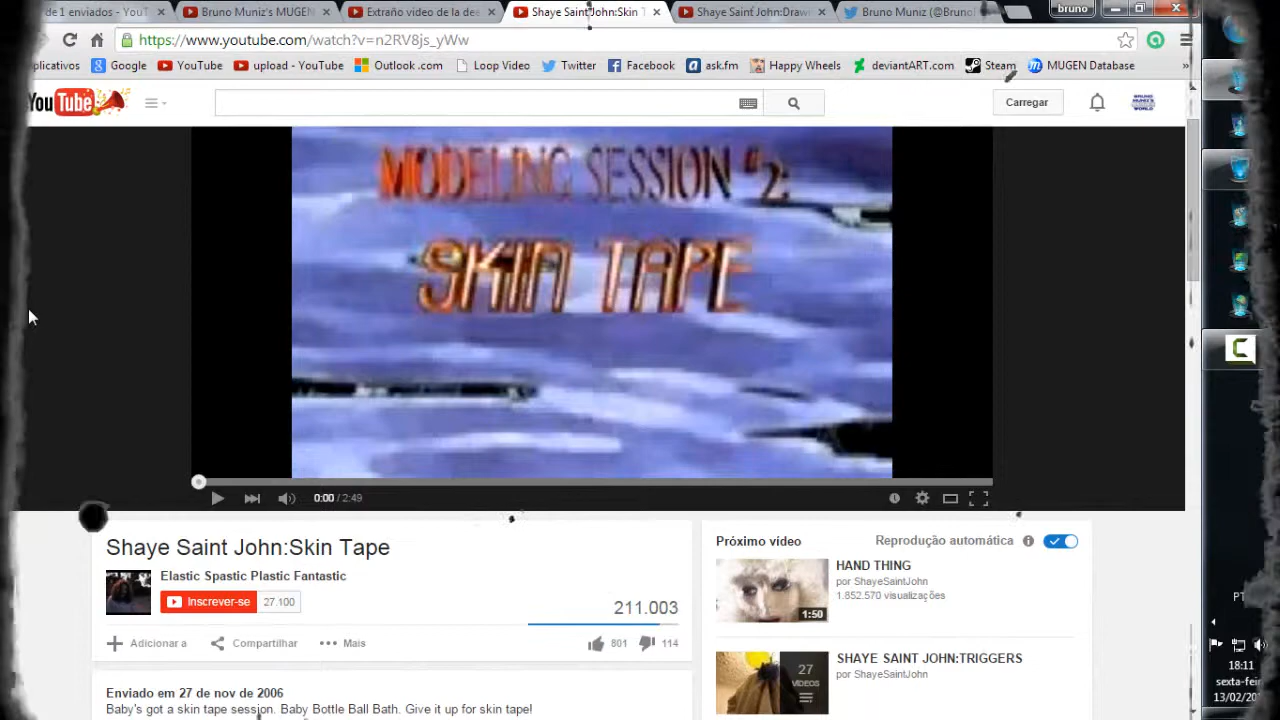 de 1 enviados - YouT
Bruno Muniz's MUGEN
Extraño video de la de
Shaye Saint John:Skin T
Shaye Saint John:Draw
Bruno Muniz (@Bruno
bruno
https://www.youtube.com/watch?v=n2RV8js_yWw
plicativos
Google
YouTube
upload - YouTube
Outlook.com
Loop Video
Twitter
Facebook
ask.fm
Happy Wheels
deviantART.com
Steam
MUGEN Database
»
YouTube
Carregar
MODELING SESSION #2:
SKIN TAPE
0:00 / 2:49
Shaye Saint John:Skin Tape
Elastic Spastic Plastic Fantastic
Inscrever-se 27.100
211.003
Adicionar a
Compartilhar
Mais
801
114
Enviado em 27 de nov de 2006
Baby's got a skin tape session. Baby Bottle Ball Bath. Give it up for skin tape!
Próximo vídeo
Reprodução automática
HAND THING
por ShayeSaintJohn
1.852.570 visualizações
1:50
SHAYE SAINT JOHN:TRIGGERS
por ShayeSaintJohn
27
VIDEOS
PT
18:11
sexta-fei
13/02/20